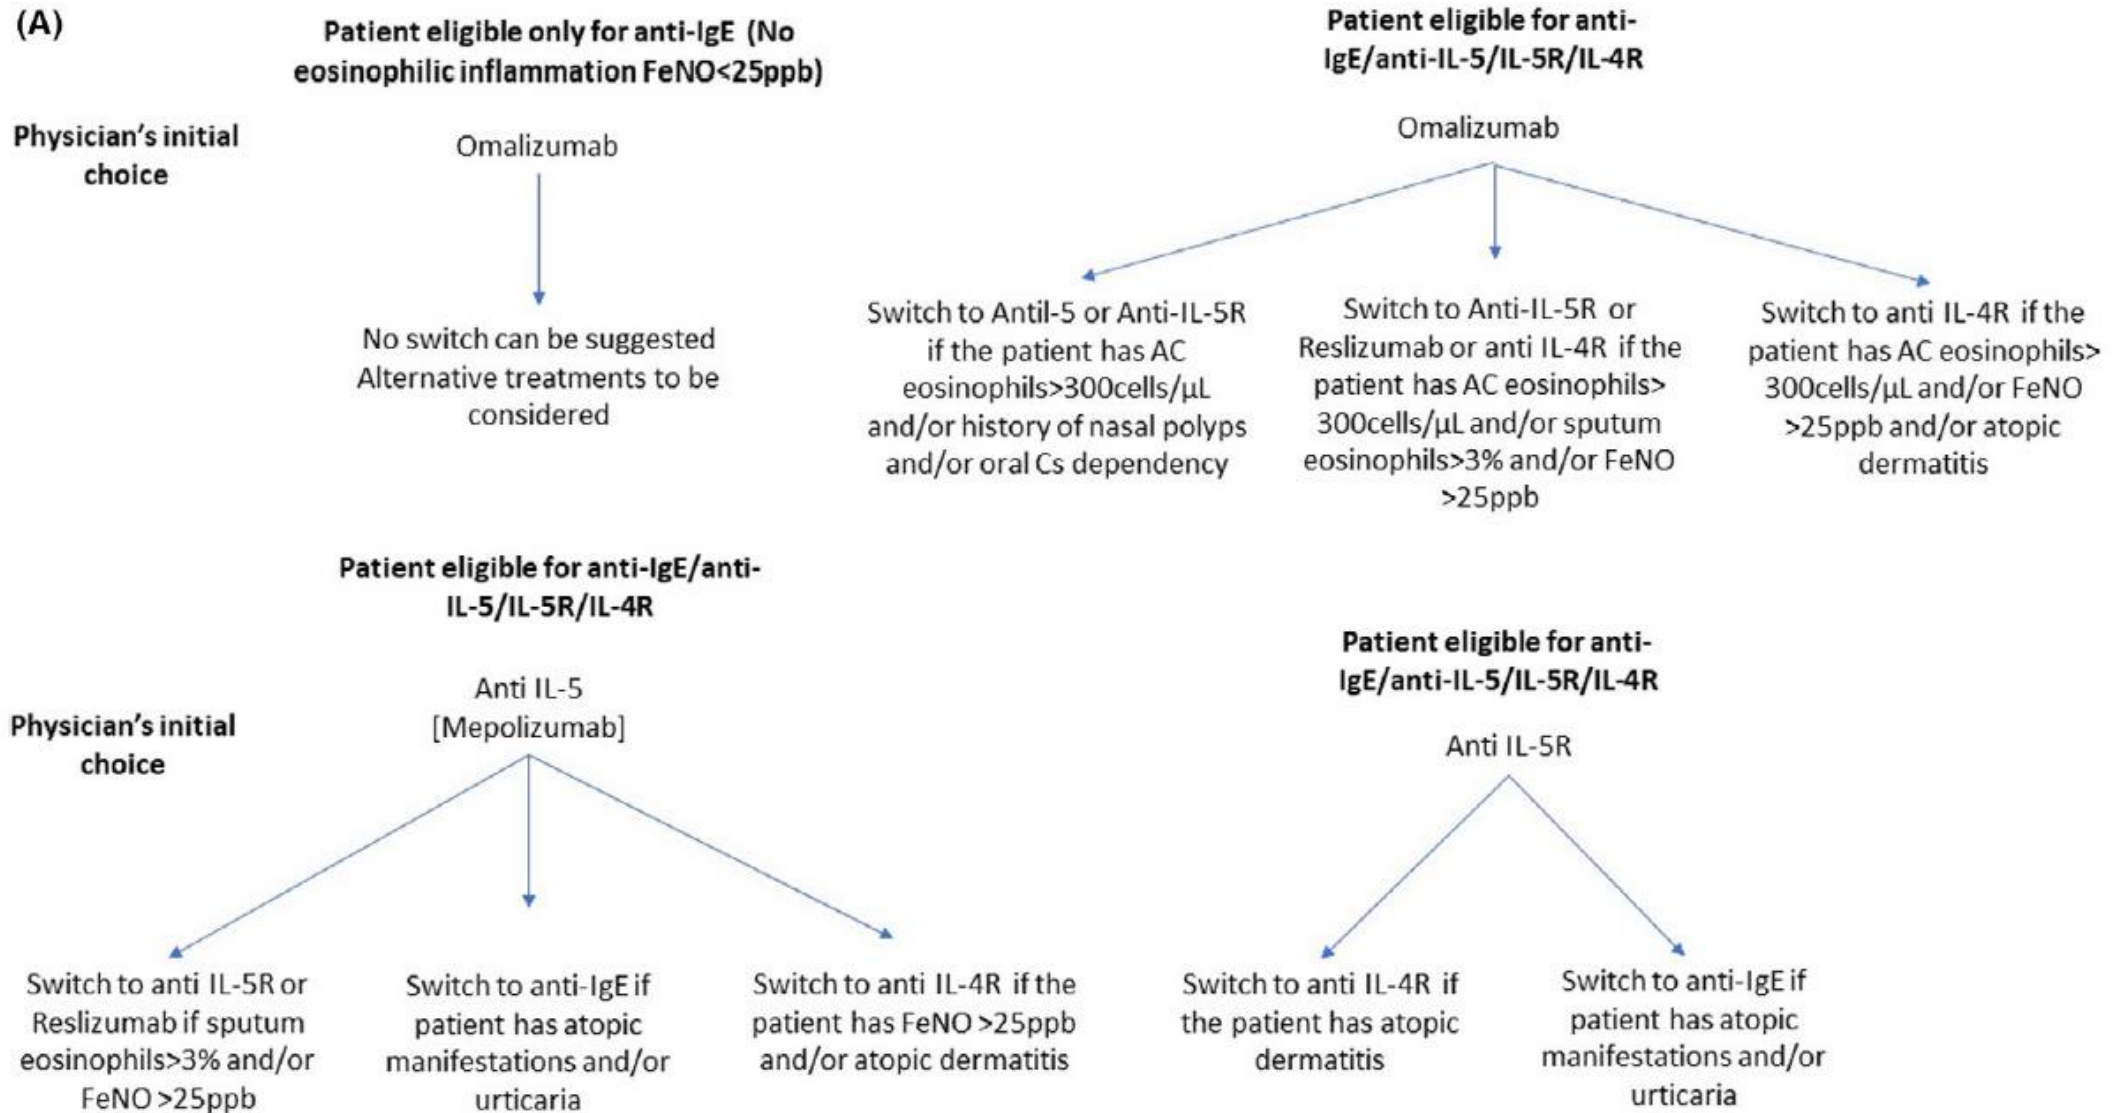 (A)
Patient eligible only for anti-IgE (No
eosinophilic inflammation FeNO<25ppb)
Physician's initial
choice
Omalizumab
No switch can be suggested
Alternative treatments to be
considered
Patient eligible for anti-
IgE/anti-IL-5/IL-5R/IL-4R
Omalizumab
Switch to Antil-5 or Anti-IL-5R
if the patient has AC
eosinophils>300cells/µL
and/or history of nasal polyps
and/or oral Cs dependency
Switch to Anti-IL-5R or
Reslizumab or anti IL-4R if the
patient has AC eosinophils>
300cells/µL and/or sputum
eosinophils>3% and/or FeNO
>25ppb
Switch to anti IL-4R if the
patient has AC eosinophils>
300cells/µL and/or FeNO
>25ppb and/or atopic
dermatitis
Patient eligible for anti-IgE/anti-
IL-5/IL-5R/IL-4R
Physician's initial
choice
Anti IL-5
[Mepolizumab]
Switch to anti IL-5R or
Reslizumab if sputum
eosinophils>3% and/or
FeNO >25ppb
Switch to anti-IgE if
patient has atopic
manifestations and/or
urticaria
Switch to anti IL-4R if the
patient has FeNO >25ppb
and/or atopic dermatitis
Patient eligible for anti-
IgE/anti-IL-5/IL-5R/IL-4R
Anti IL-5R
Switch to anti IL-4R if
the patient has atopic
dermatitis
Switch to anti-IgE if
patient has atopic
manifestations and/or
urticaria